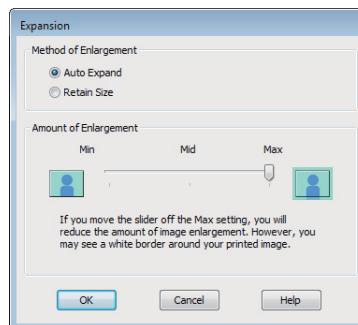 Expansion
Method of Enlargement
Auto Expand
Retain Size
Amount of Enlargement
Min Mid Max
If you move the slider off the Max setting, you will
reduce the amount of image enlargement. However, you
may see a white border around your printed image.
OK Cancel Help